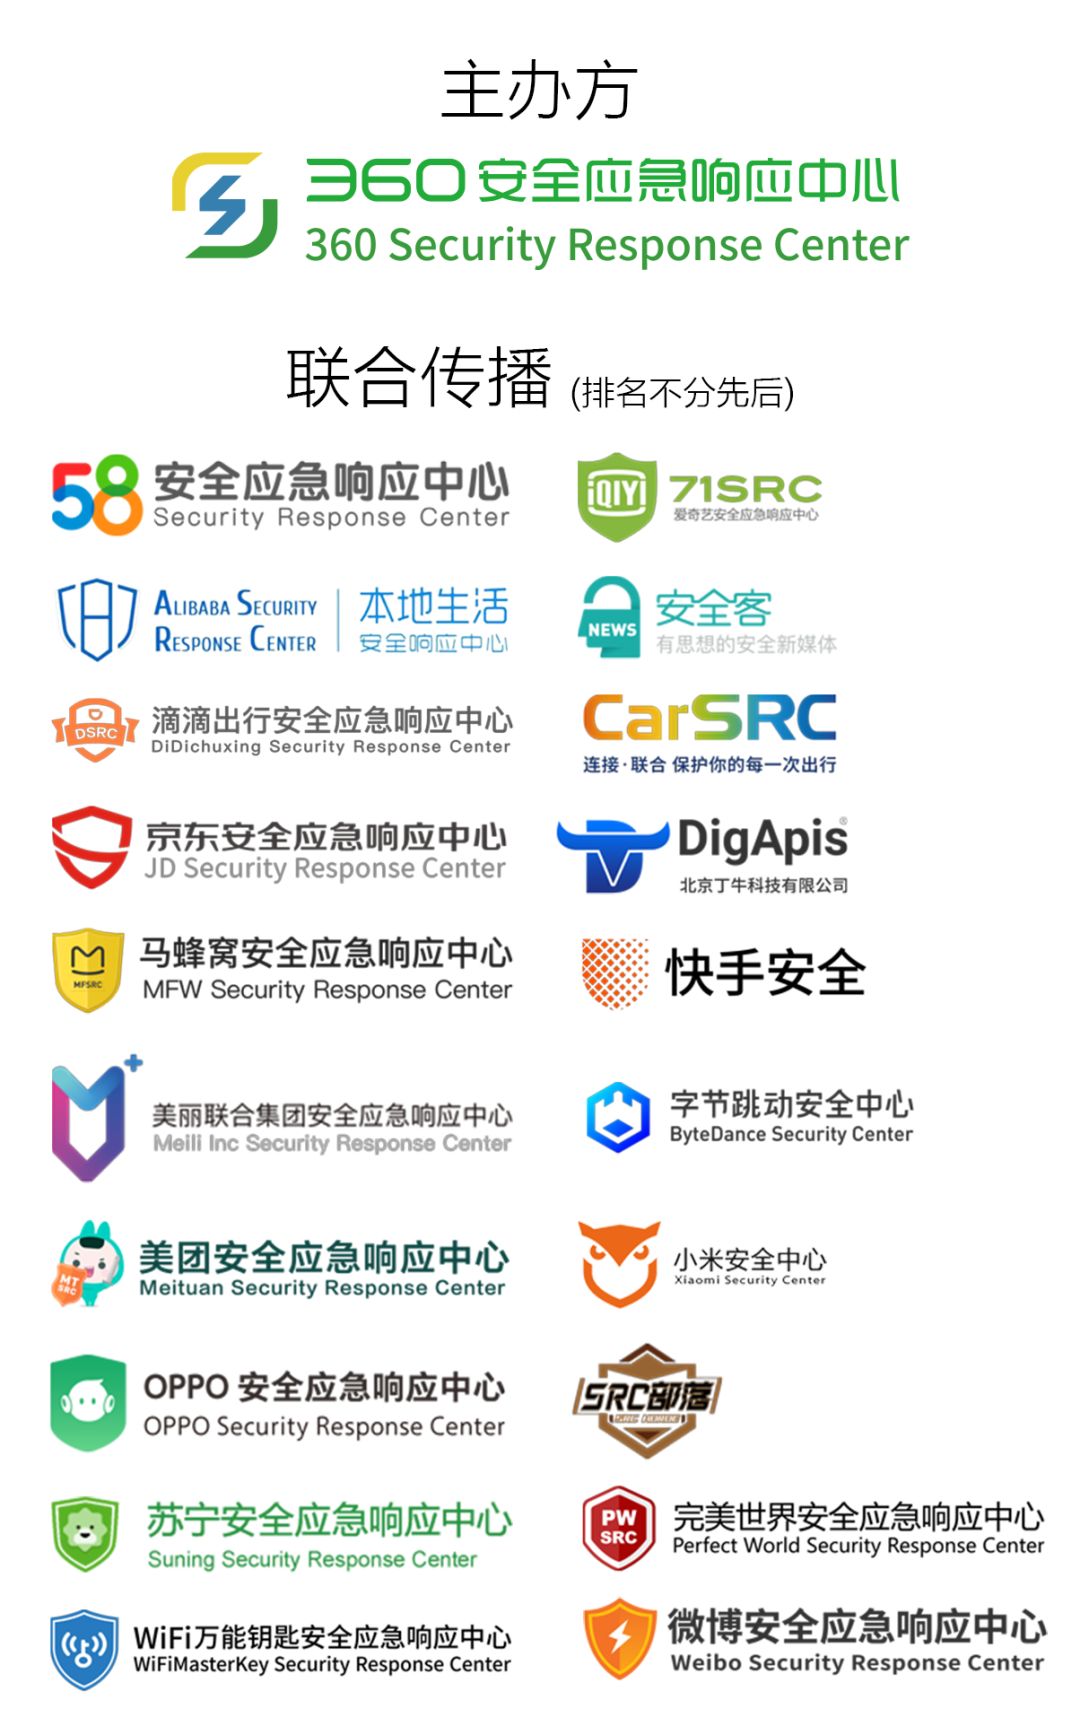 主办方
360安全应急响应中心
360 Security Response Center
联合传播 (排名不分先后)
58 安全应急响应中心
Security Response Center
iQIYI 71SRC
爱奇艺安全应急响应中心
ALIBABA SECURITY
RESPONSE CENTER
本地生活
安全响应中心
NEWS
安全客
有思想的安全新媒体
DSRC
滴滴出行安全应急响应中心
DiDichuxing Security Response Center
CarSRC
连接·联合 保护你的每一次出行
京东安全应急响应中心
JD Security Response Center
DigApis®
北京丁牛科技有限公司
MFSRC
马蜂窝安全应急响应中心
MFW Security Response Center
快手安全
美丽联合集团安全应急响应中心
Meili Inc Security Response Center
字节跳动安全中心
ByteDance Security Center
MT
SRC
美团安全应急响应中心
Meituan Security Response Center
小米安全中心
Xiaomi Security Center
OPPO 安全应急响应中心
OPPO Security Response Center
SRC部落
苏宁安全应急响应中心
Suning Security Response Center
PW
SRC
完美世界安全应急响应中心
Perfect World Security Response Center
WiFi万能钥匙安全应急响应中心
WiFiMasterKey Security Response Center
微博安全应急响应中心
Weibo Security Response Center